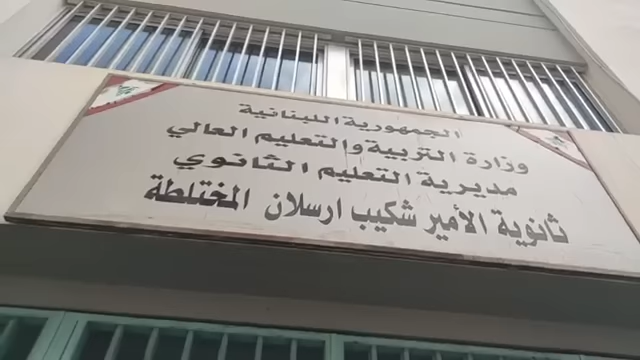 الجمهورية اللبنانية
وزارة التربية والتعليم العالي
مديرية التعليم الثانوي
ثانوية الأمير شكيب ارسلان المختلطة